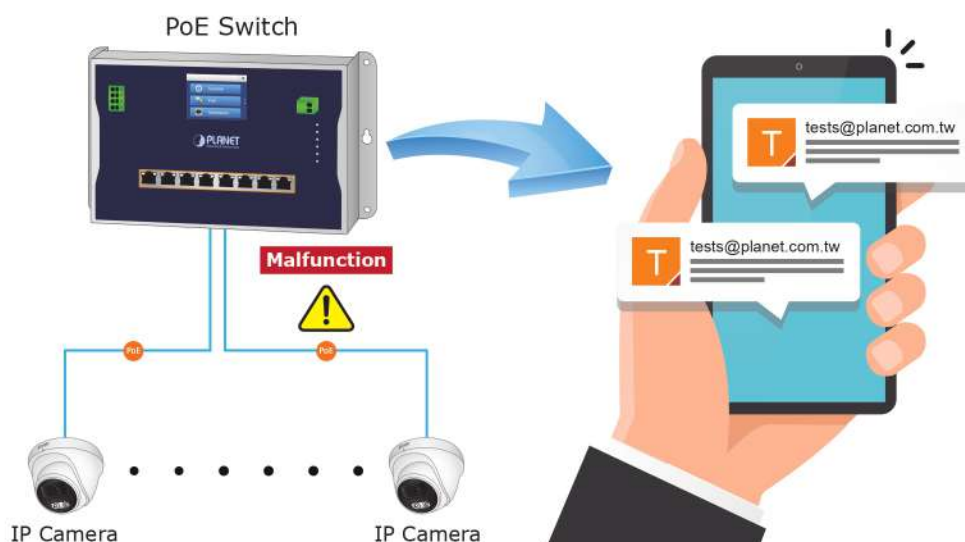 PoE Switch
PLANET
Malfunction
PoE
PoE
IP Camera
IP Camera
T
tests@planet.com.tw
T
tests@planet.com.tw